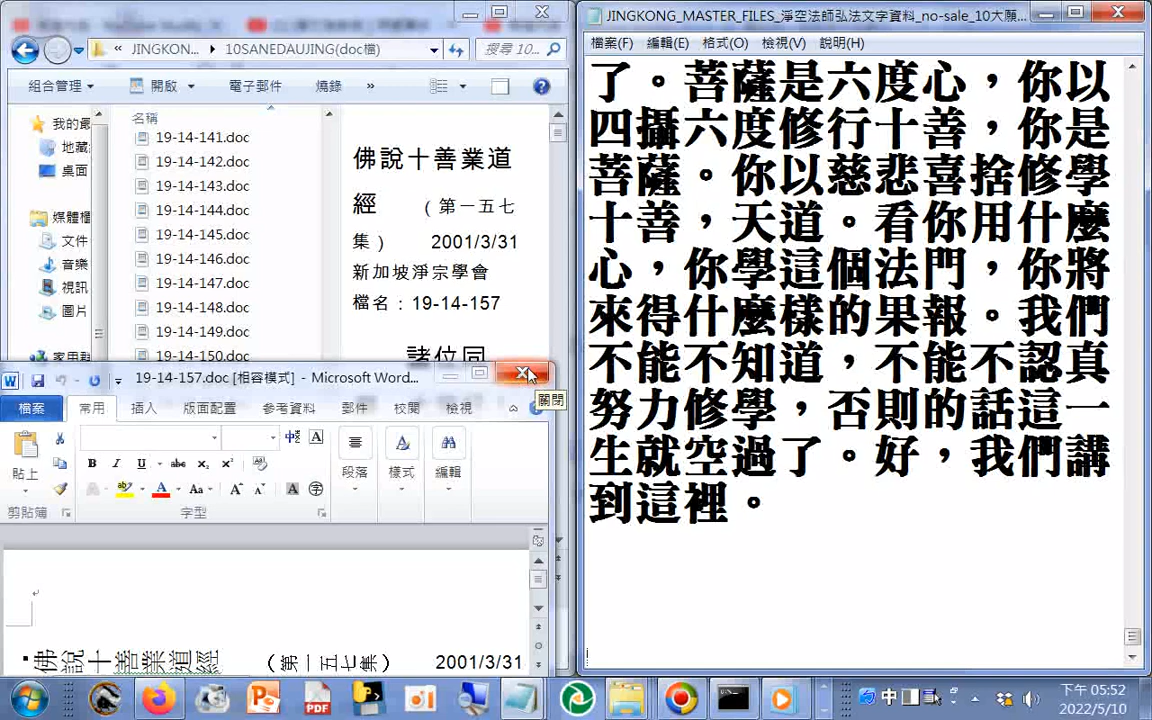 JINGKON...
10SANEDAUJING(doc檔)
搜尋 10...
組合管理
開啟
電子郵件
燒錄
»
我的最
地藏
桌面
媒體櫃
文件
音樂
視訊
圖片
家用群
名稱
19-14-141.doc
19-14-142.doc
19-14-143.doc
19-14-144.doc
19-14-145.doc
19-14-146.doc
19-14-147.doc
19-14-148.doc
19-14-149.doc
19-14-150.doc
佛說十善業道
經 （第一五七
集） 2001/3/31
新加坡淨宗學會
檔名：19-14-157
諸位同
19-14-157.doc [相容模式] - Microsoft Word...
關閉
檔案 常用 插入 版面配置 參考資料 郵件 校閱 檢視
貼上
段落
樣式
編輯
剪貼簿
字型
佛說十善業道經 （第一五七集） 2001/3/31
JINGKONG_MASTER_FILES_淨空法師弘法文字資料_no-sale_10大願...
檔案(F) 編輯(E) 格式(O) 檢視(V) 說明(H)
了。菩薩是六度心，你以
四攝六度修行十善，你是
菩薩。你以慈悲喜捨修學
十善，天道。看你用什麼
心，你學這個法門，你將
來得什麼樣的果報。我們
不能不知道，不能不認真
努力修學，否則的話這一
生就空過了。好，我們講
到這裡。
中
下午 05:52
2022/5/10